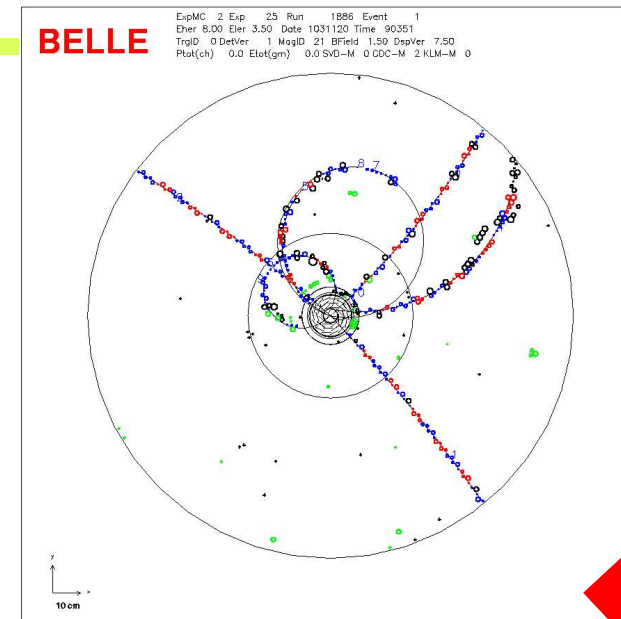 BELLE
ExpMC 2 Exp 25 Run 1886 Event 1
Eher 8.00 Eler 3.50 Date 1031120 Time 90351
TrgID 0 DetVer 1 MagID 21 BField 1.50 DspVer 7.50
Ptot(ch) 0.0 Etot(gm) 0.0 SVD-M 0 CDC-M 2 KLM-M 0
8 7
0
1
y
x
10 cm